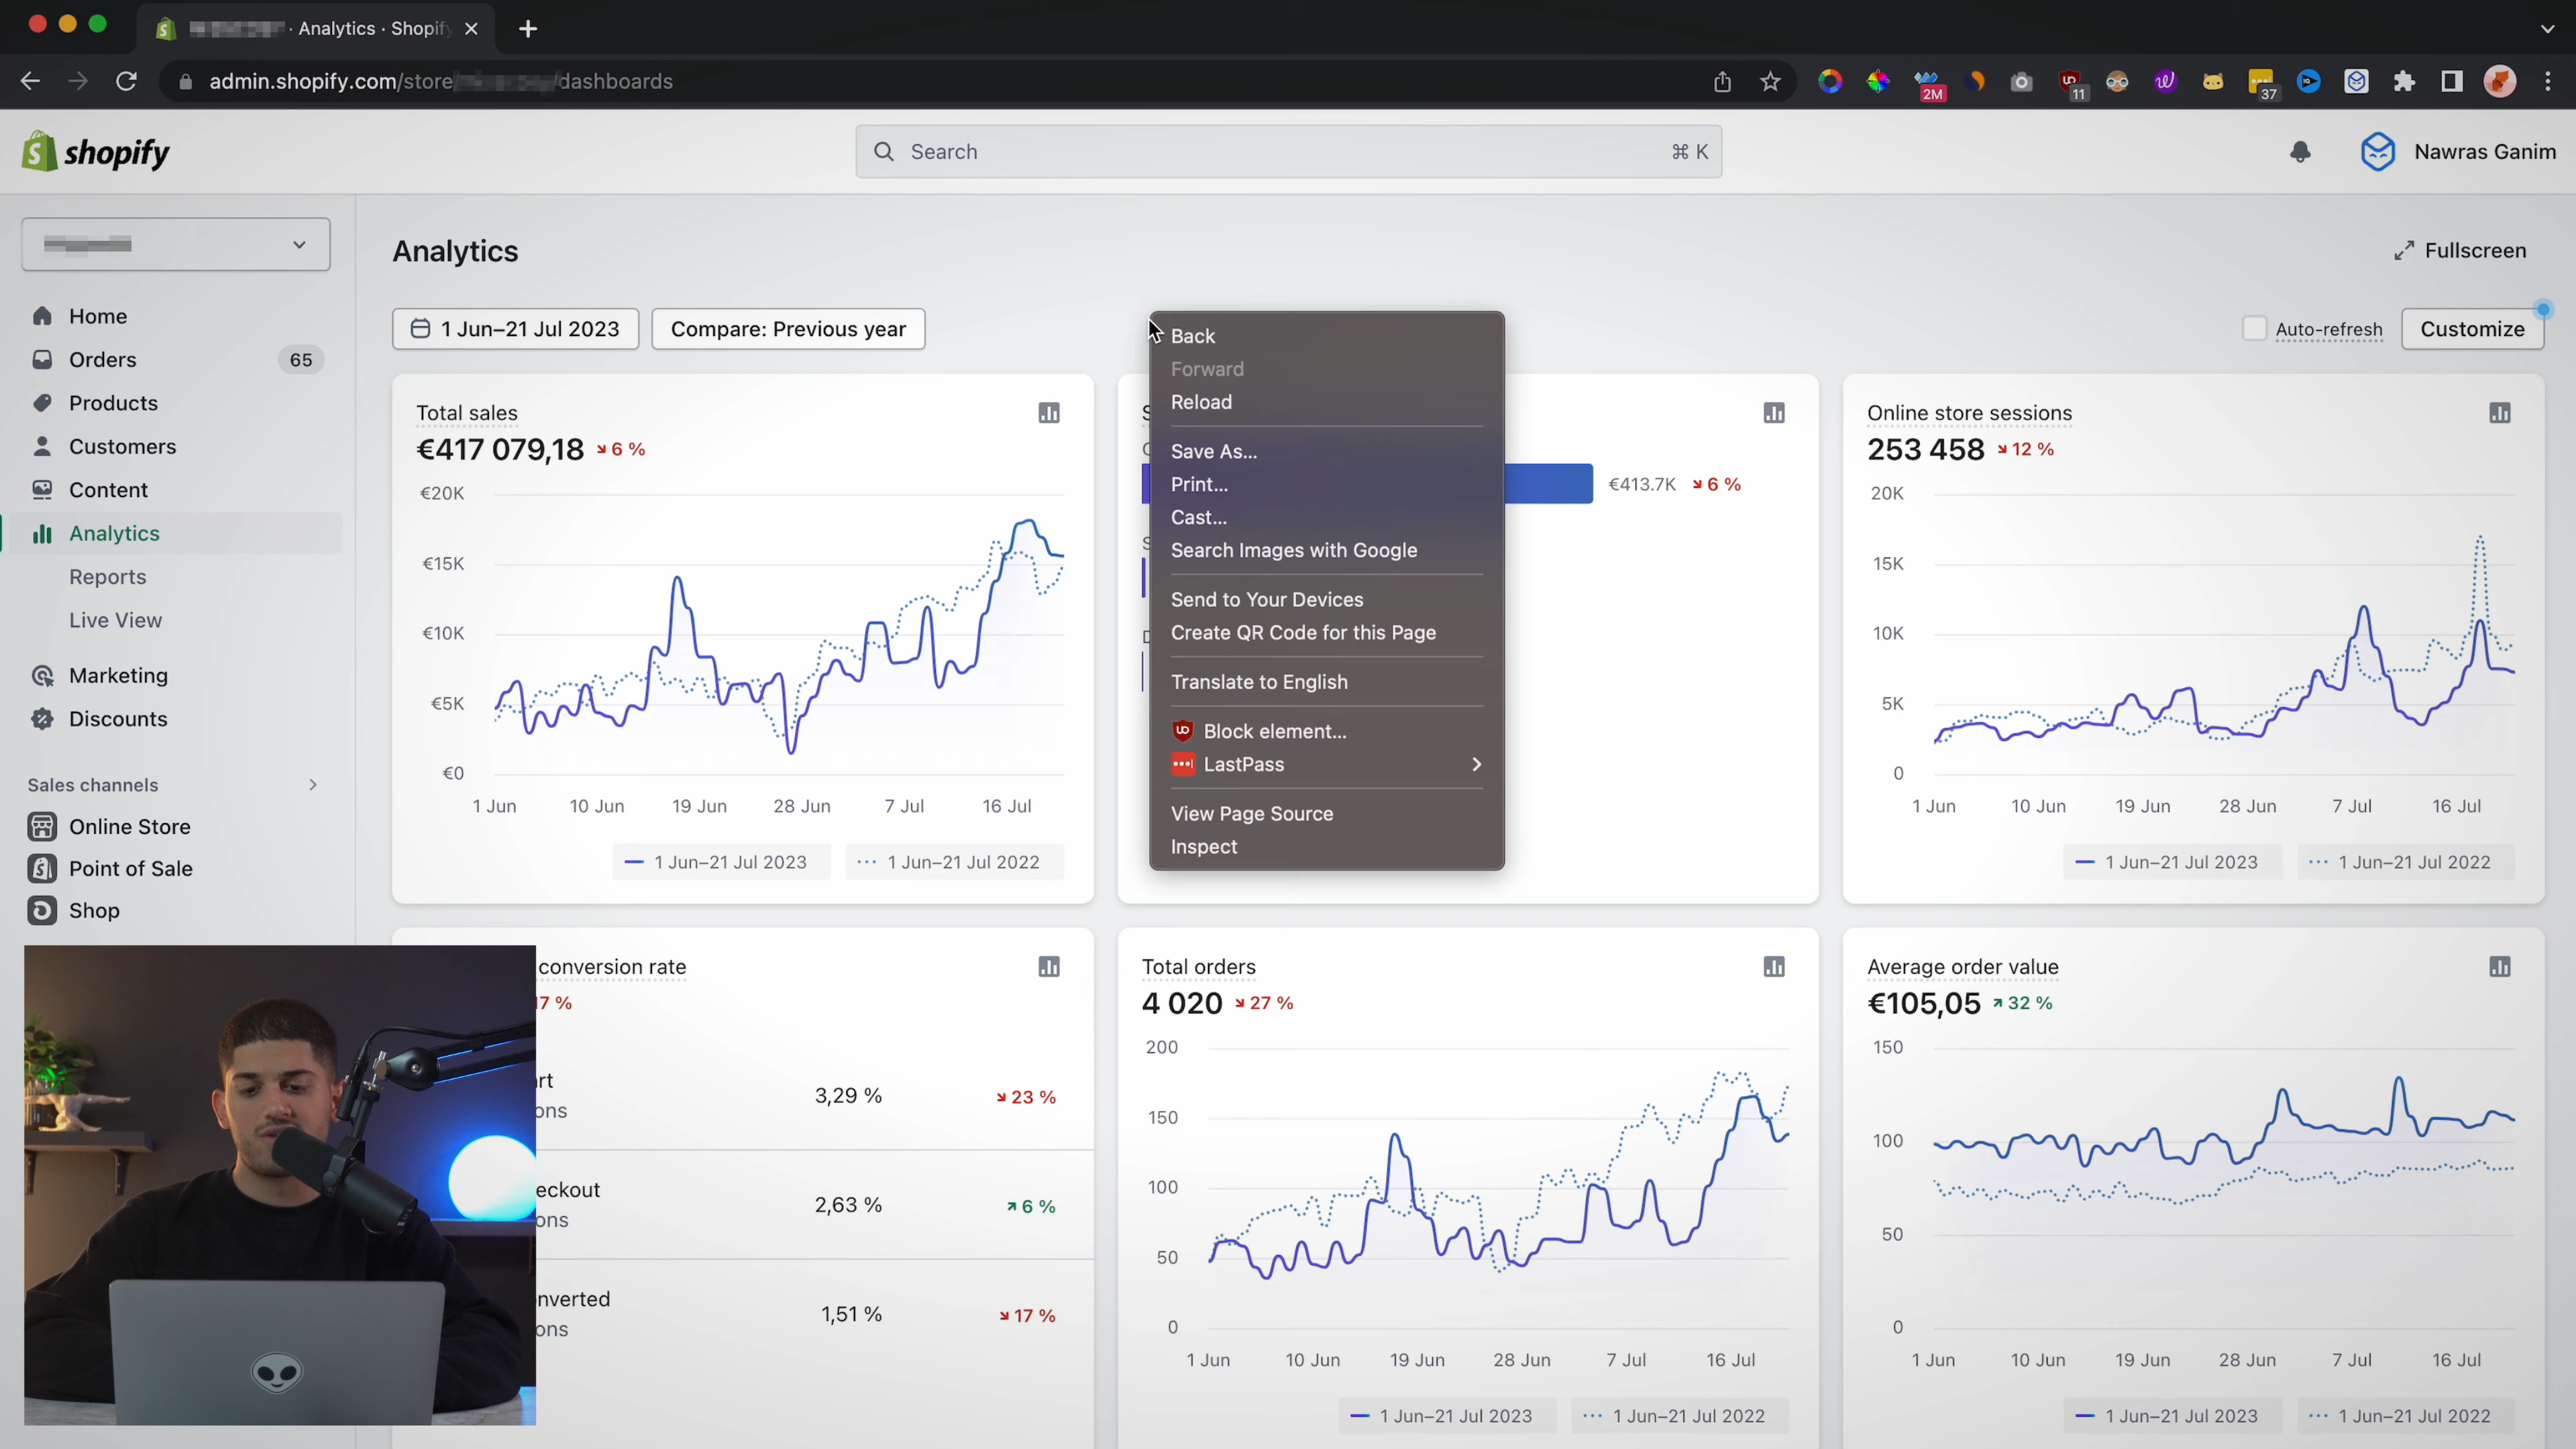 · Analytics · Shopify
admin.shopify.com/store/ /dashboards
2M
11
37
shopify
Search
⌘ K
Nawras Ganim
Analytics
Fullscreen
1 Jun–21 Jul 2023
Compare: Previous year
Auto-refresh
Customize
Home
Orders
65
Products
Customers
Content
Analytics
Reports
Live View
Marketing
Discounts
Sales channels
Online Store
Point of Sale
Shop
Total sales
€417 079,18
6 %
€20K
€15K
€10K
€5K
€0
1 Jun
10 Jun
19 Jun
28 Jun
7 Jul
16 Jul
1 Jun–21 Jul 2023
1 Jun–21 Jul 2022
Back
Forward
Reload
Save As...
Print...
Cast...
Search Images with Google
Send to Your Devices
Create QR Code for this Page
Translate to English
Block element...
LastPass
View Page Source
Inspect
€413.7K
6 %
Online store sessions
253 458
12 %
20K
15K
10K
5K
0
1 Jun
10 Jun
19 Jun
28 Jun
7 Jul
16 Jul
1 Jun–21 Jul 2023
1 Jun–21 Jul 2022
conversion rate
17 %
3,29 %
23 %
2,63 %
6 %
1,51 %
17 %
Total orders
4 020
27 %
200
150
100
50
0
1 Jun
10 Jun
19 Jun
28 Jun
7 Jul
16 Jul
1 Jun–21 Jul 2023
1 Jun–21 Jul 2022
Average order value
€105,05
32 %
150
100
50
0
1 Jun
10 Jun
19 Jun
28 Jun
7 Jul
16 Jul
1 Jun–21 Jul 2023
1 Jun–21 Jul 2022